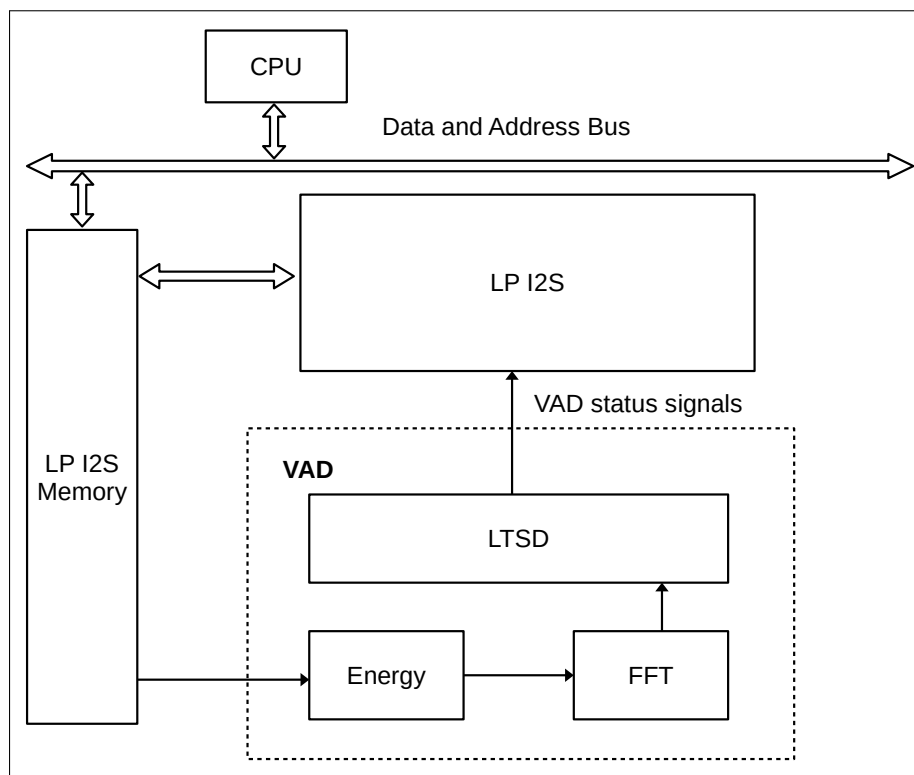 CPU
Data and Address Bus
LP I2S
VAD status signals
LP I2S
Memory
VAD
LTSD
Energy
FFT